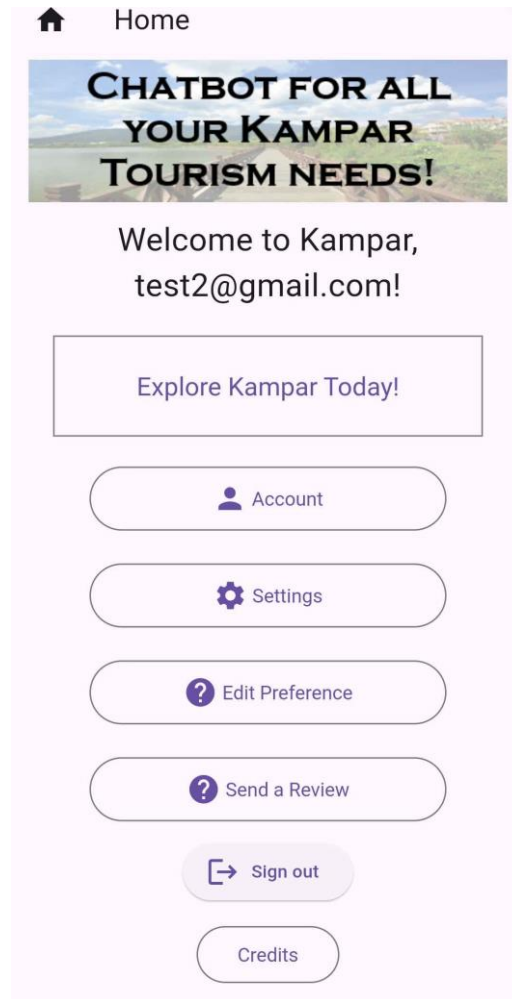 Home
CHATBOT FOR ALL
YOUR KAMPAR
TOURISM NEEDS!
Welcome to Kampar,
test2@gmail.com!
Explore Kampar Today!
Account
Settings
Edit Preference
Send a Review
Sign out
Credits